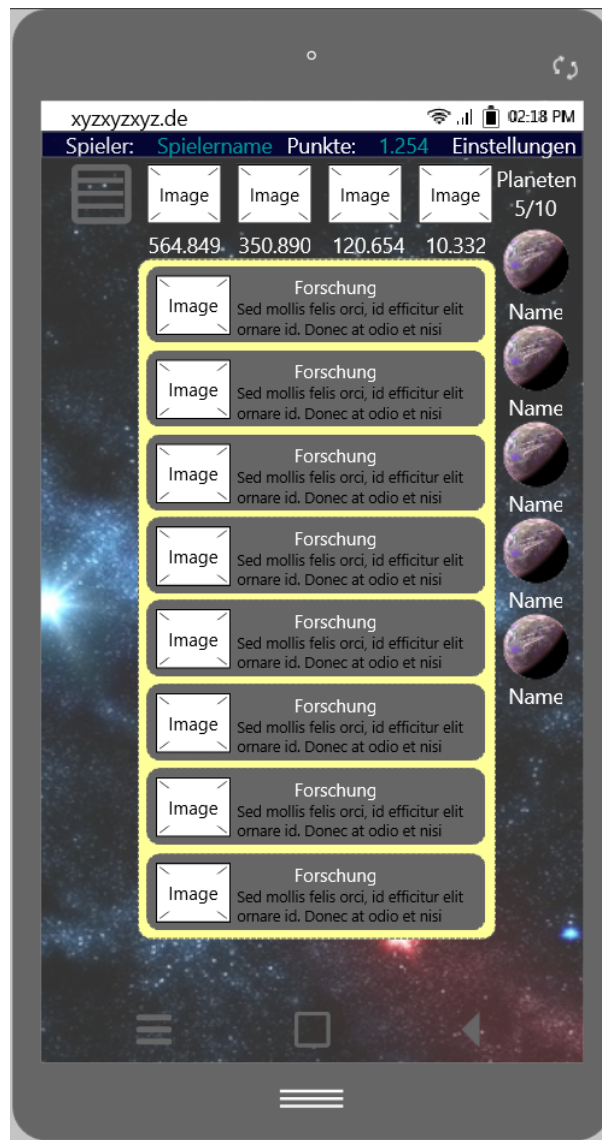 xyzxyzxyz.de 02:18 PM
Spieler: Spielername Punkte: 1.254 Einstellungen
Image Image Image Image Planeten
5/10
564.849 350.890 120.654 10.332
Forschung
Image Sed mollis felis orci, id efficitur elit
ornare id. Donec at odio et nisi
Name
Forschung
Image Sed mollis felis orci, id efficitur elit
ornare id. Donec at odio et nisi
Name
Forschung
Image Sed mollis felis orci, id efficitur elit
ornare id. Donec at odio et nisi
Name
Forschung
Image Sed mollis felis orci, id efficitur elit
ornare id. Donec at odio et nisi
Name
Forschung
Image Sed mollis felis orci, id efficitur elit
ornare id. Donec at odio et nisi
Name
Forschung
Image Sed mollis felis orci, id efficitur elit
ornare id. Donec at odio et nisi
Forschung
Image Sed mollis felis orci, id efficitur elit
ornare id. Donec at odio et nisi
Forschung
Image Sed mollis felis orci, id efficitur elit
ornare id. Donec at odio et nisi